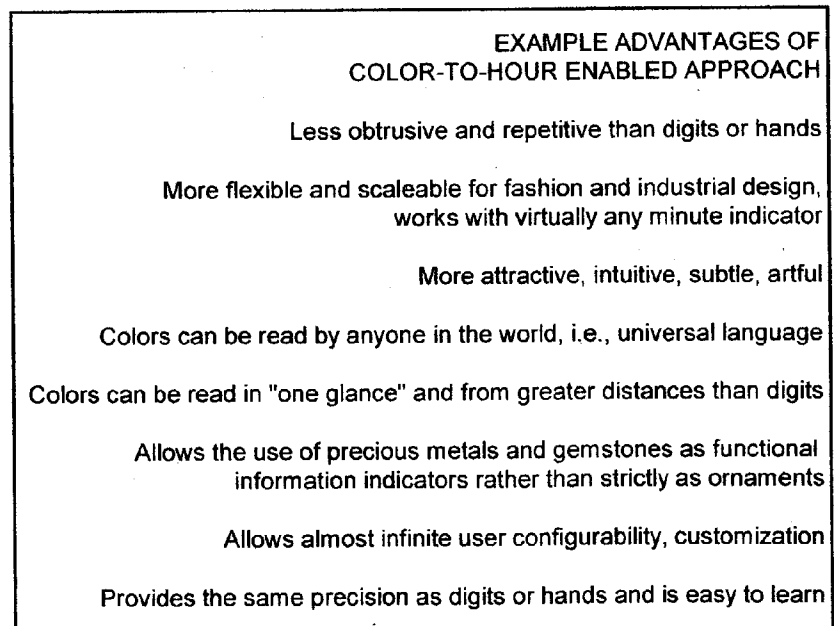 EXAMPLE ADVANTAGES OF
COLOR-TO-HOUR ENABLED APPROACH
Less obtrusive and repetitive than digits or hands
More flexible and scaleable for fashion and industrial design,
works with virtually any minute indicator
More attractive, intuitive, subtle, artful
Colors can be read by anyone in the world, i.e., universal language
Colors can be read in "one glance" and from greater distances than digits
Allows the use of precious metals and gemstones as functional
information indicators rather than strictly as ornaments
Allows almost infinite user configurability, customization
Provides the same precision as digits or hands and is easy to learn